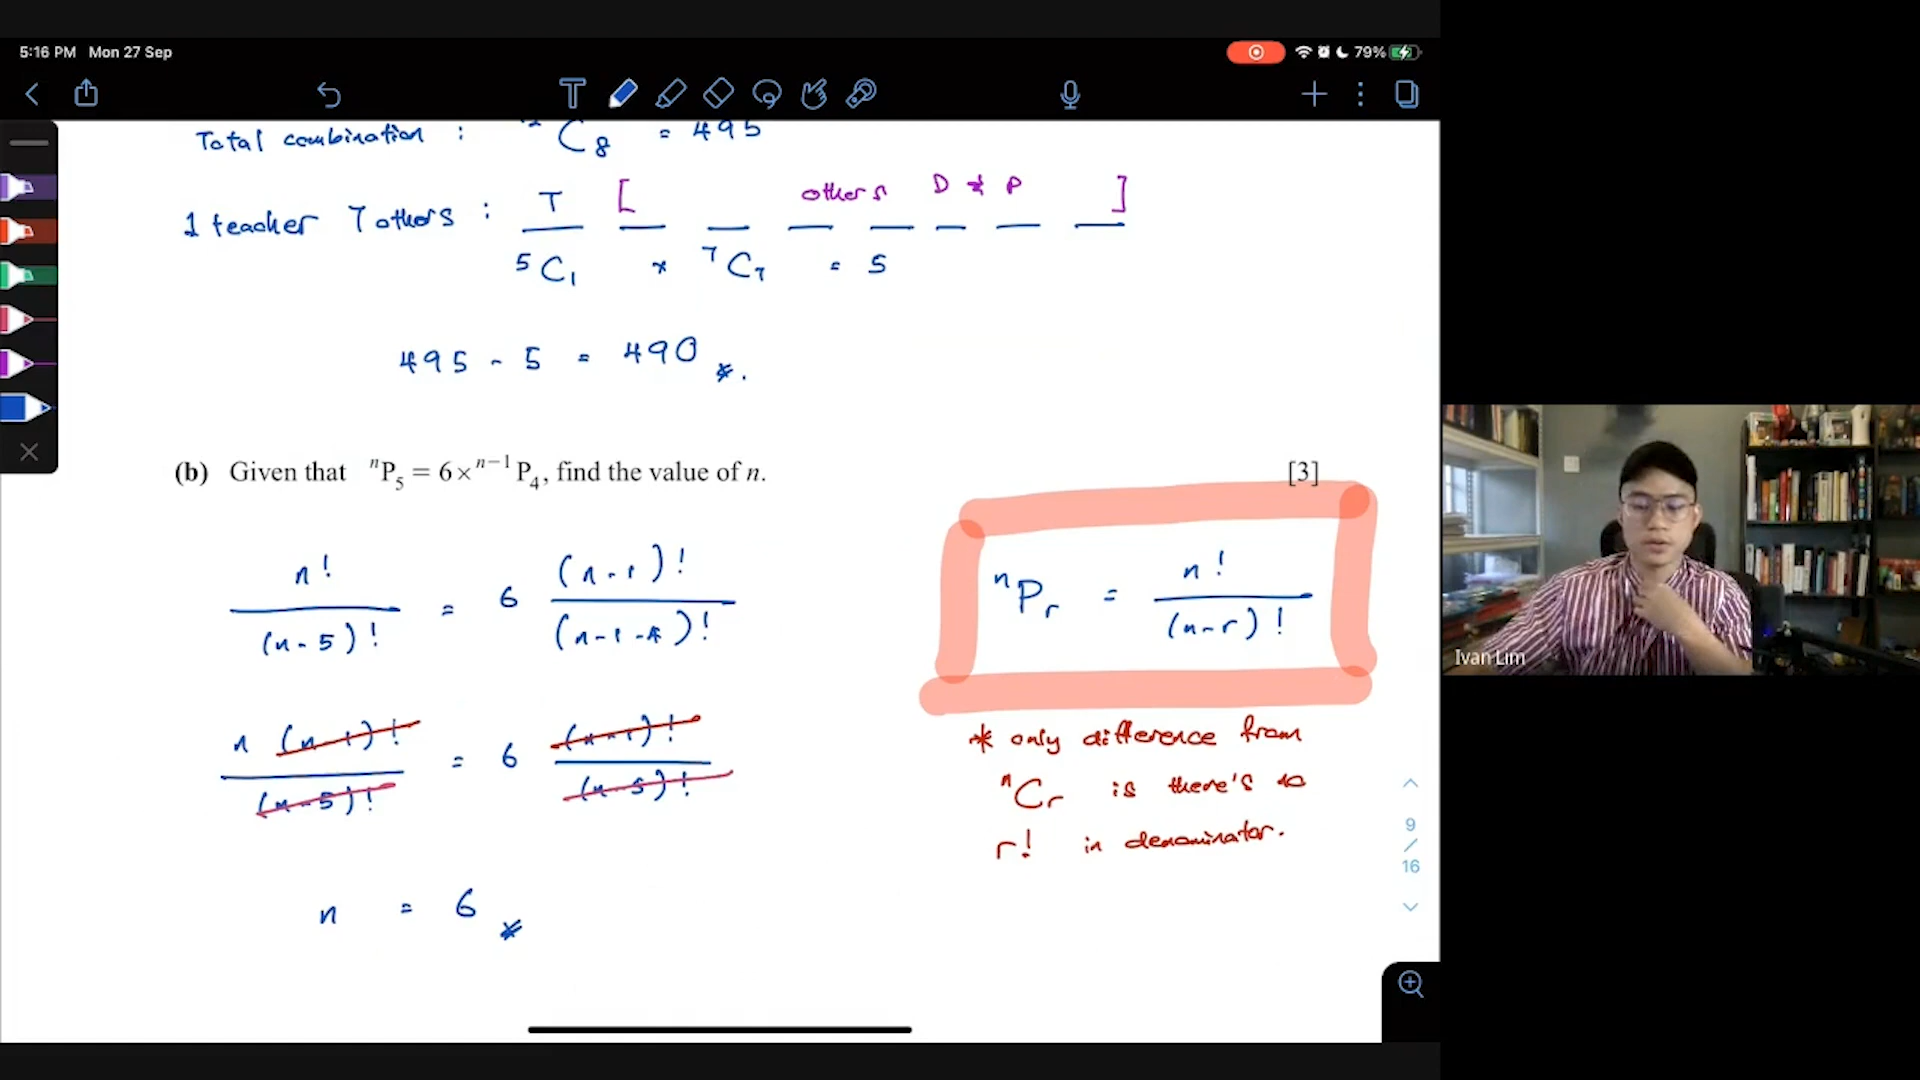 5:16 PM Mon 27 Sep
79%
Total combination : ¹²C₈ = 495
T [ others D & P ]
1 teacher 7 others :
⁵C₁ × ⁷C₇ = 5
495 - 5 = 490
(b) Given that ⁿP₅ = 6 × ⁿ⁻¹P₄, find the value of n. [3]
n! / (n-5)! = 6 (n-1)! / (n-1-4)!
ⁿPᵣ = n! / (n-r)!
n (n-1)! / (n-5)! = 6 (n-1)! / (n-5)!
* only difference from
ⁿCᵣ is there's no
r! in denominator.
n = 6
9
/
16
Ivan Lim